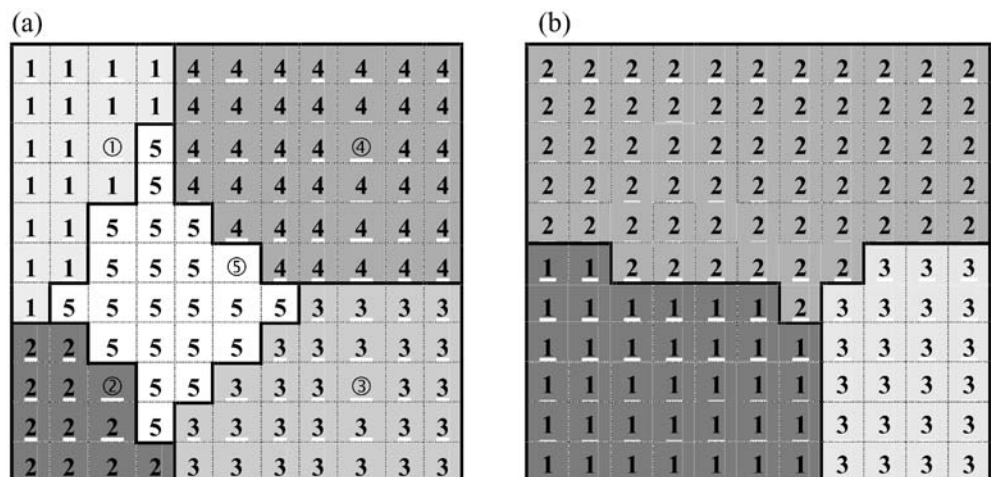 (a)
1 1 1 1 4 4 4 4 4 4 4
1 1 1 1 4 4 4 4 4 4 4
1 1 ① 5 4 4 4 4 ④ 4 4
1 1 1 5 4 4 4 4 4 4 4
1 1 5 5 5 4 4 4 4 4 4
1 1 5 5 5 ⑤ 4 4 4 4 4
1 5 5 5 5 5 5 3 3 3 3
2 2 5 5 5 5 3 3 3 3 3
2 2 ② 5 5 3 3 3 ③ 3 3
2 2 2 5 3 3 3 3 3 3 3
2 2 2 2 3 3 3 3 3 3 3
(b)
2 2 2 2 2 2 2 2 2 2 2
2 2 2 2 2 2 2 2 2 2 2
2 2 2 2 2 2 2 2 2 2 2
2 2 2 2 2 2 2 2 2 2 2
2 2 2 2 2 2 2 2 2 2 2
1 1 2 2 2 2 2 2 3 3 3
1 1 1 1 1 1 2 3 3 3 3
1 1 1 1 1 1 1 3 3 3 3
1 1 1 1 1 1 1 3 3 3 3
1 1 1 1 1 1 1 3 3 3 3
1 1 1 1 1 1 1 3 3 3 3